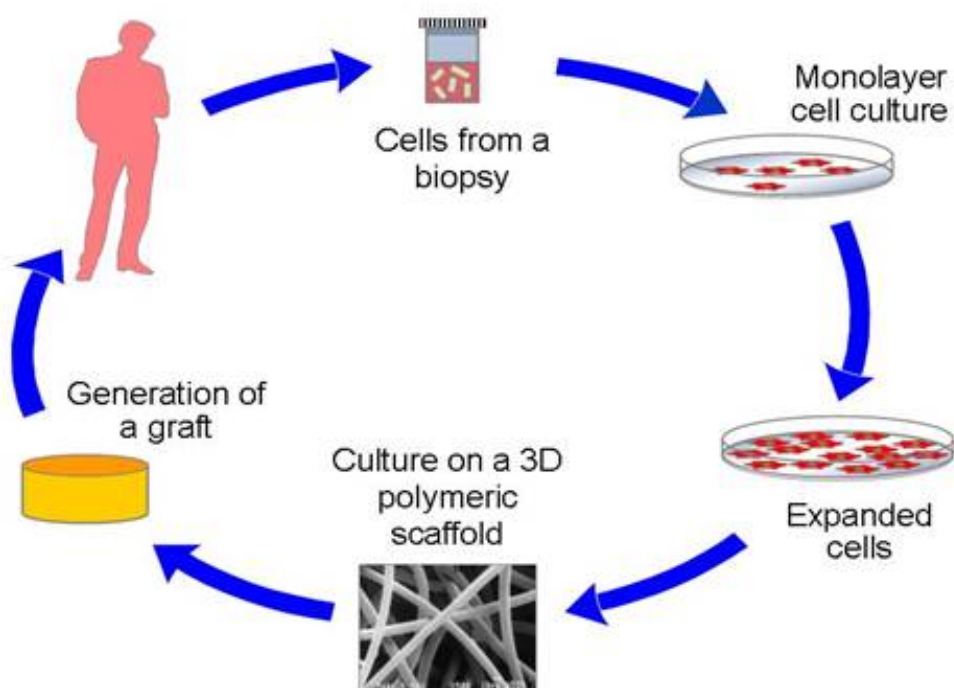 Cells from a
biopsy
Monolayer
cell culture
Expanded
cells
Culture on a 3D
polymeric
scaffold
Generation of
a graft